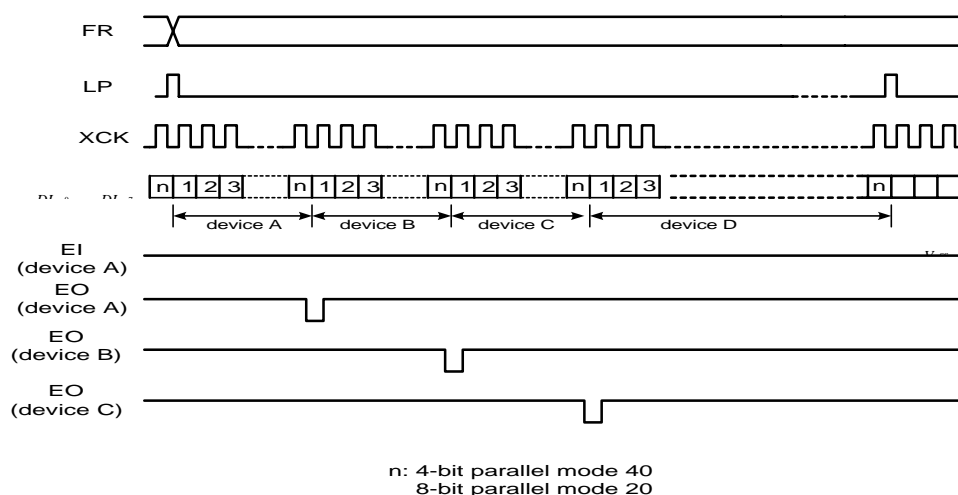 FR
LP
XCK
n 1 2 3 n 1 2 3 n 1 2 3 n 1 2 3 n
device A device B device C device D
EI
(device A)
EO
(device A)
EO
(device B)
EO
(device C)
n: 4-bit parallel mode 40
8-bit parallel mode 20